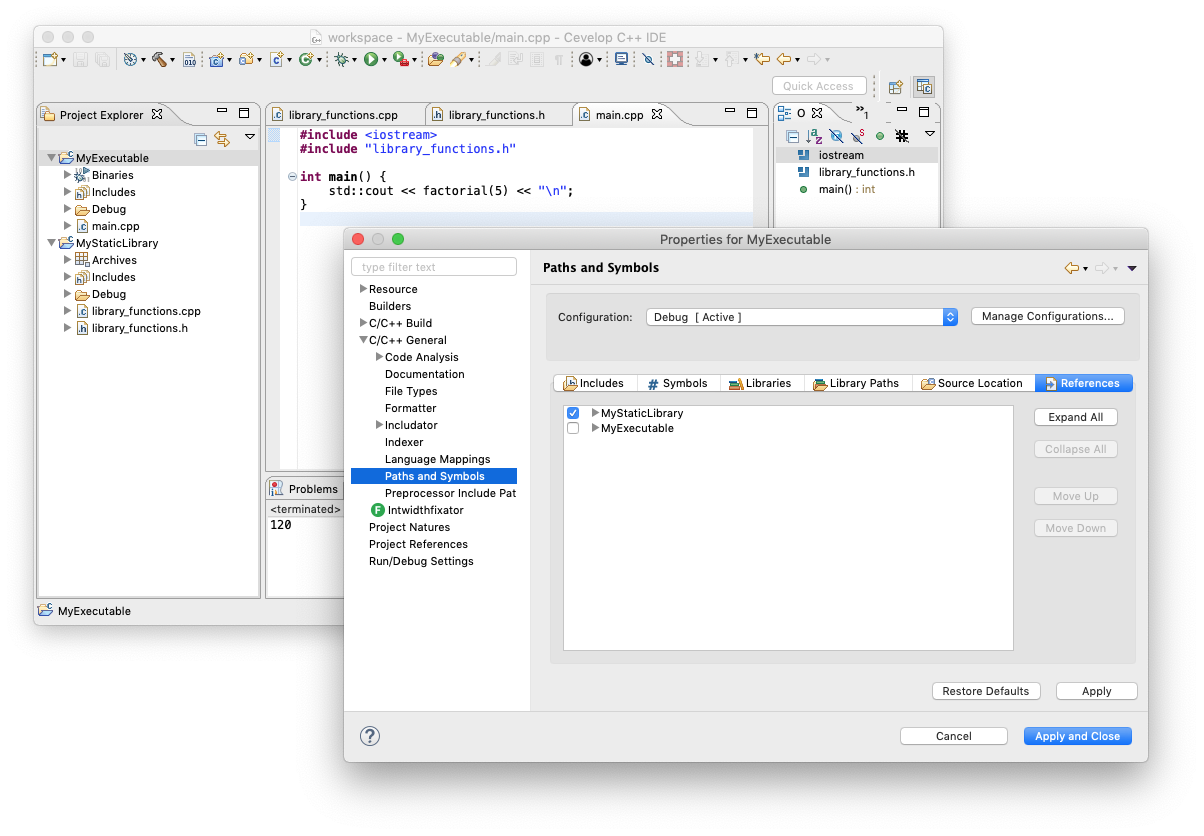 workspace - MyExecutable/main.cpp - Cevelop C++ IDE
010
Quick Access
Project Explorer
MyExecutable
Binaries
Includes
Debug
main.cpp
MyStaticLibrary
Archives
Includes
Debug
library_functions.cpp
library_functions.h
library_functions.cpp
library_functions.h
main.cpp
#include <iostream>
#include "library_functions.h"
int main() {
std::cout << factorial(5) << "\n";
}
O
»1
iostream
library_functions.h
main() : int
Problems
<terminated>
120
MyExecutable
Properties for MyExecutable
type filter text
Resource
Builders
C/C++ Build
C/C++ General
Code Analysis
Documentation
File Types
Formatter
Includator
Indexer
Language Mappings
Paths and Symbols
Preprocessor Include Pat
F Intwidthfixator
Project Natures
Project References
Run/Debug Settings
Paths and Symbols
Configuration:
Debug [ Active ]
Manage Configurations...
Includes
# Symbols
Libraries
Library Paths
Source Location
References
MyStaticLibrary
MyExecutable
Expand All
Collapse All
Move Up
Move Down
Restore Defaults
Apply
?
Cancel
Apply and Close